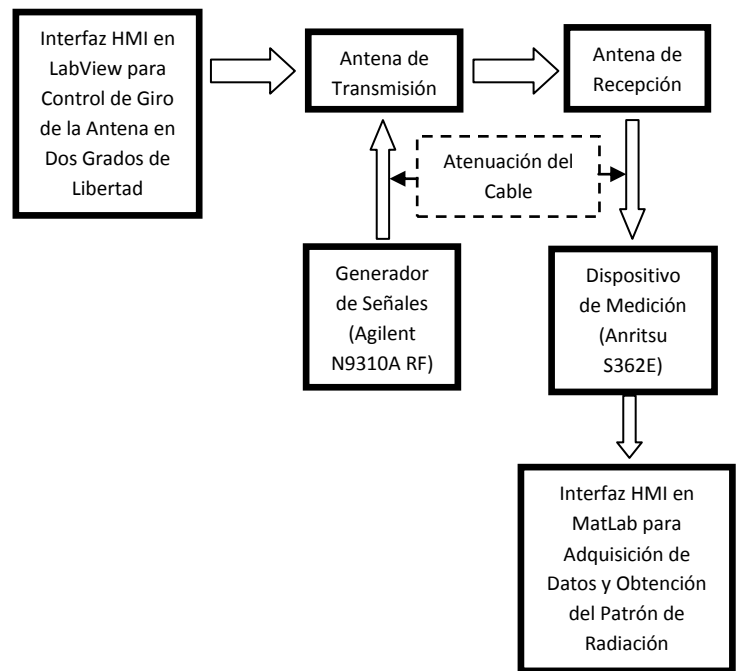 Interfaz HMI en
LabView para
Control de Giro
de la Antena en
Dos Grados de
Libertad
Antena de
Transmisión
Antena de
Recepción
Atenuación del
Cable
Generador
de Señales
(Agilent
N9310A RF)
Dispositivo
de Medición
(Anritsu
S362E)
Interfaz HMI en
MatLab para
Adquisición de
Datos y Obtención
del Patrón de
Radiación